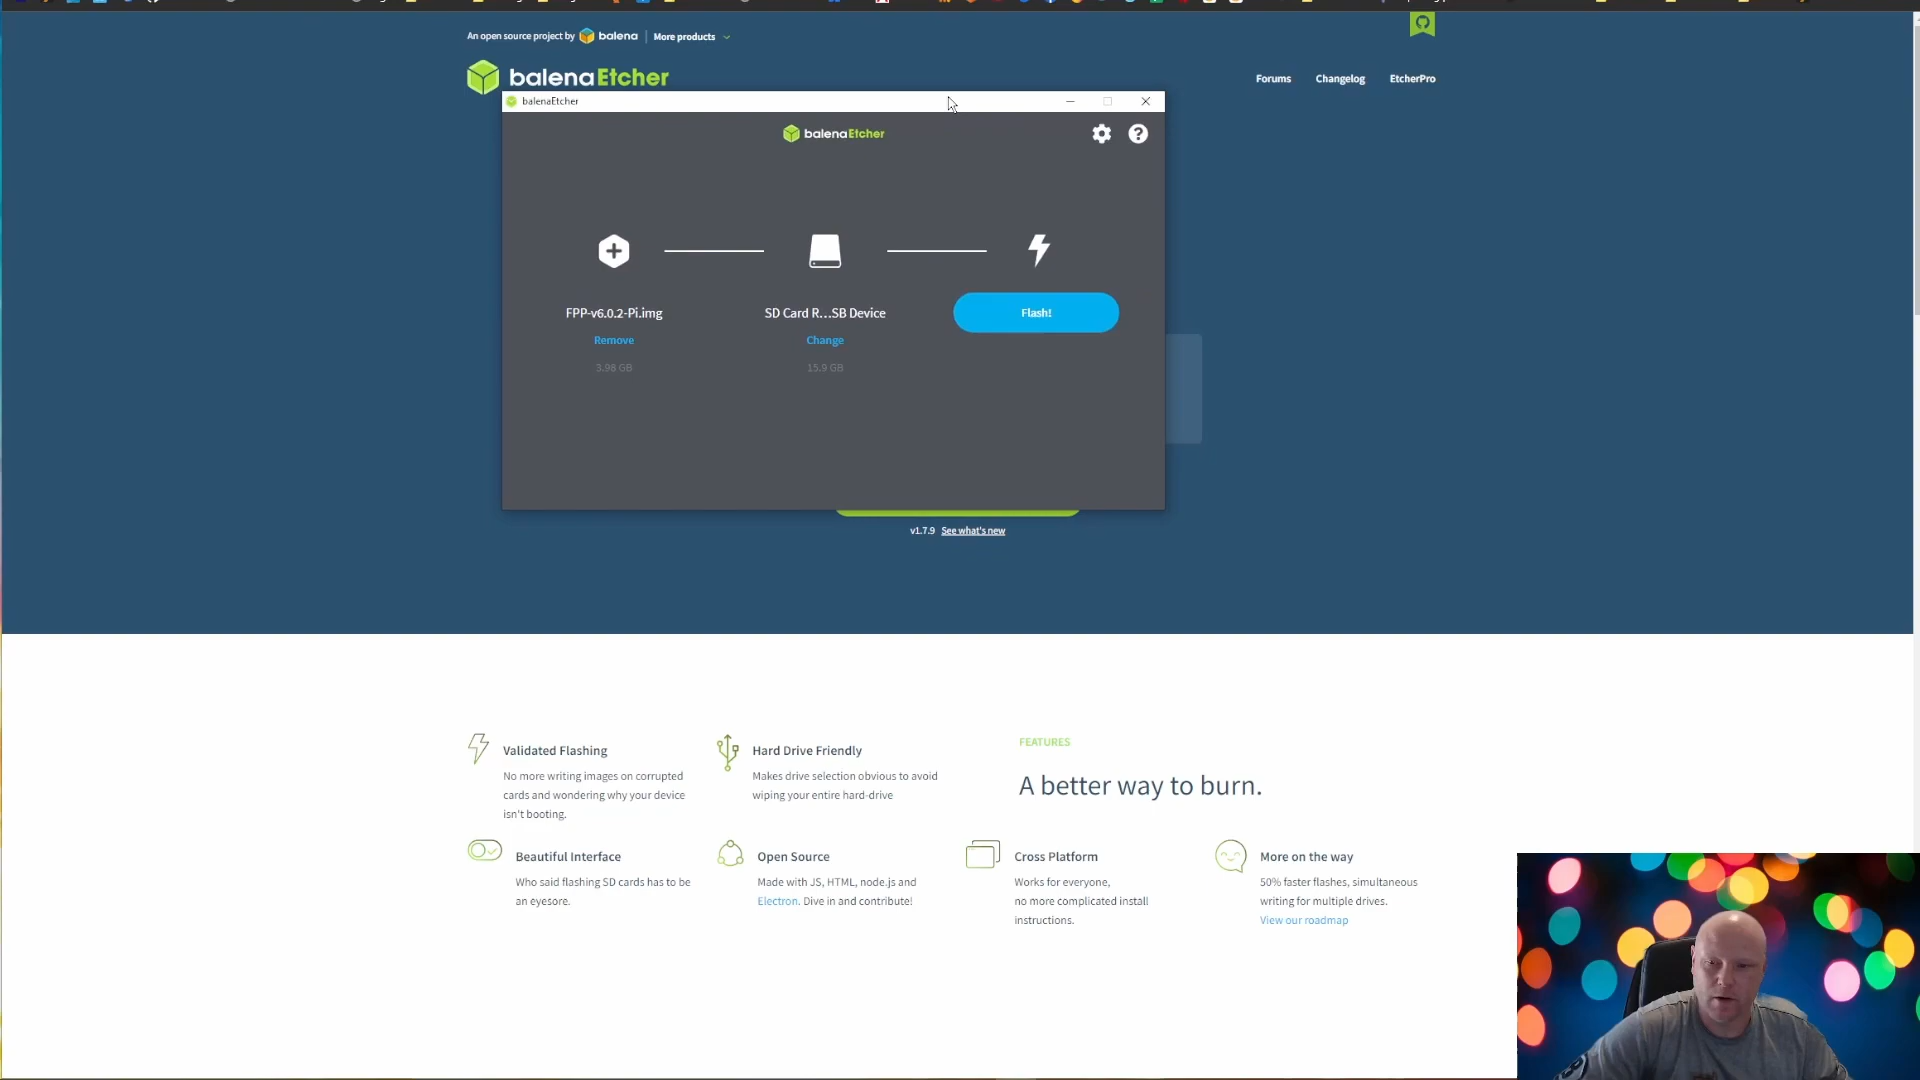 An open source project by balena More products
balenaEtcher
Forums Changelog EtcherPro
balenaEtcher
balenaEtcher
FPP-v6.0.2-Pi.img
Remove
3.98 GB
SD Card R...SB Device
Change
15.9 GB
Flash!
v1.7.9 See what's new
Validated Flashing
No more writing images on corrupted
cards and wondering why your device
isn't booting.
Hard Drive Friendly
Makes drive selection obvious to avoid
wiping your entire hard-drive
FEATURES
A better way to burn.
Beautiful Interface
Who said flashing SD cards has to be
an eyesore.
Open Source
Made with JS, HTML, node.js and
Electron. Dive in and contribute!
Cross Platform
Works for everyone,
no more complicated install
instructions.
More on the way
50% faster flashes, simultaneous
writing for multiple drives.
View our roadmap